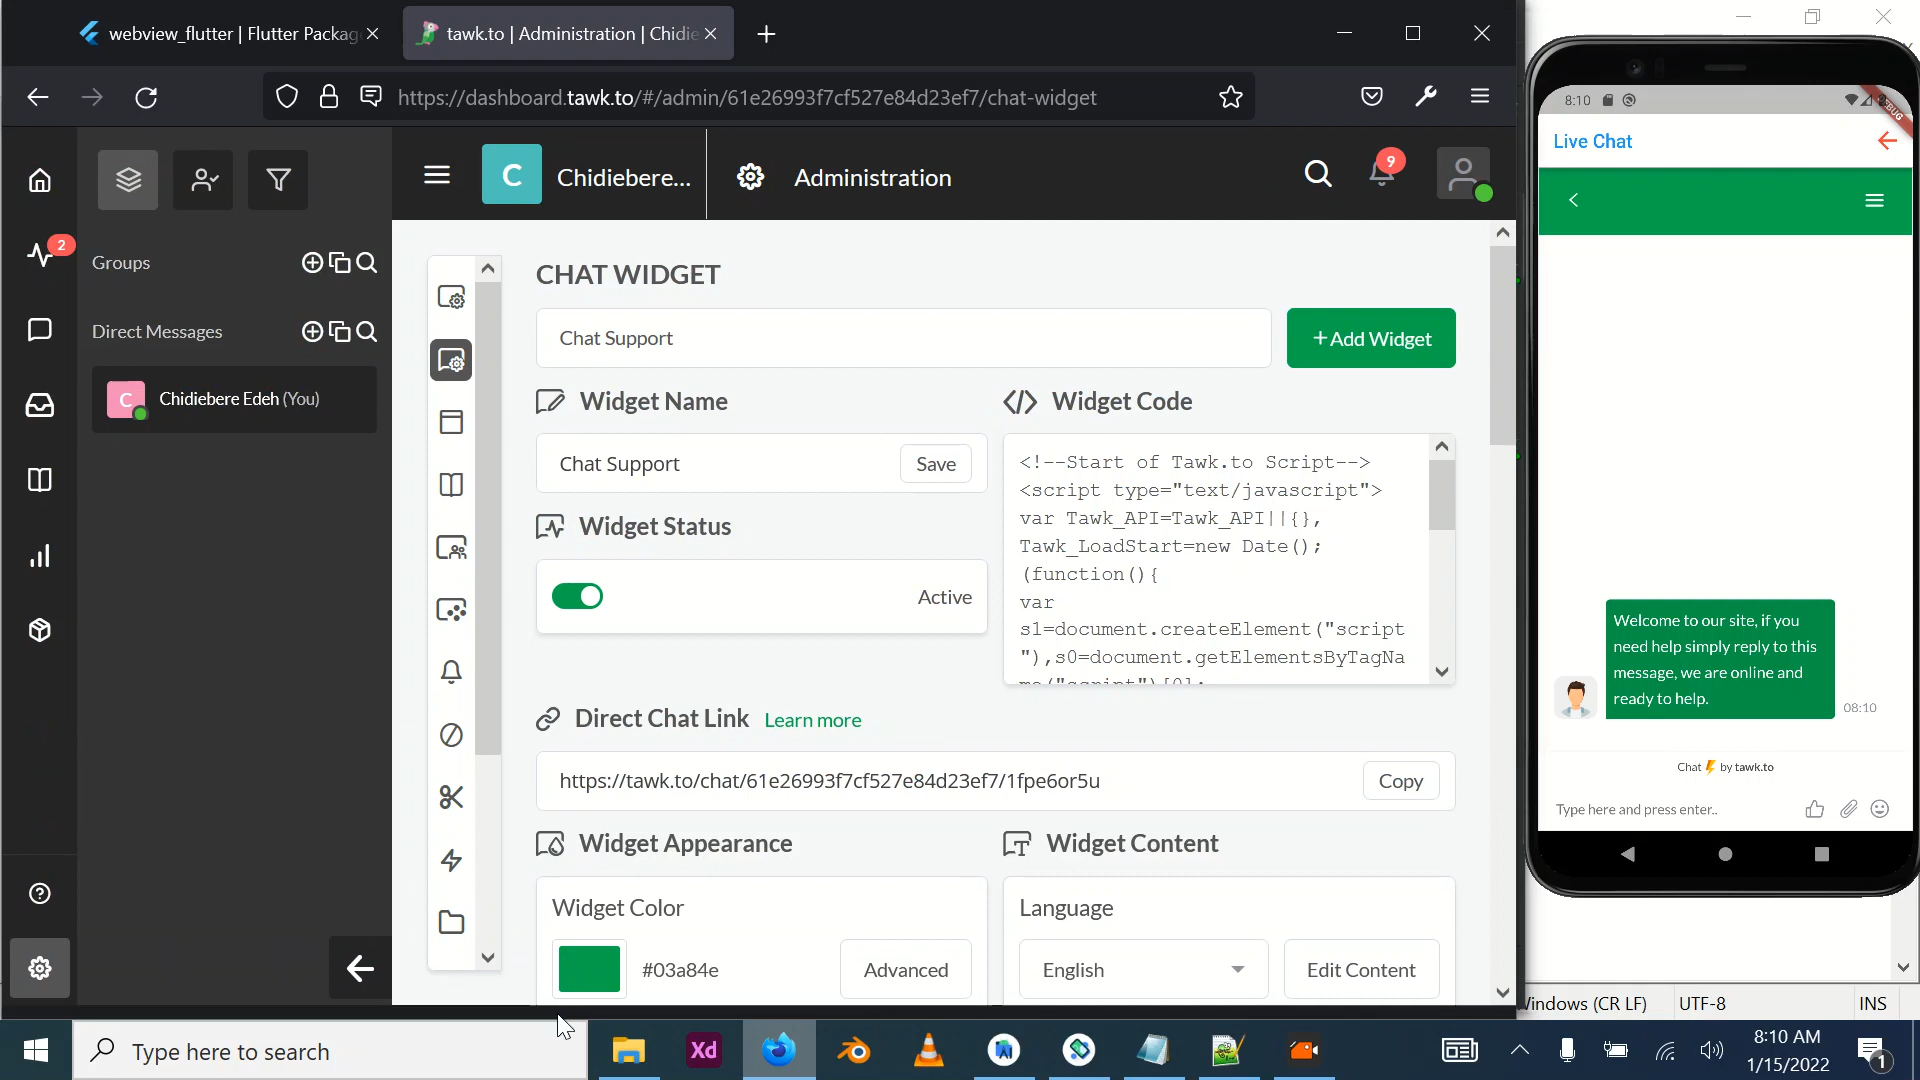 webview_flutter | Flutter Packag
tawk.to | Administration | Chidie
https://dashboard.tawk.to/#/admin/61e26993f7cf527e84d23ef7/chat-widget
2
Groups
Direct Messages
C
Chidiebere Edeh (You)
C
Chidiebere...
Administration
9
CHAT WIDGET
Chat Support
+ Add Widget
Widget Name
Chat Support
Save
Widget Status
Active
</> Widget Code
<!--Start of Tawk.to Script-->
<script type="text/javascript">
var Tawk_API=Tawk_API||{},
Tawk_LoadStart=new Date();
(function(){
var
s1=document.createElement("script
"),s0=document.getElementsByTagNa
me("script")[0];
Direct Chat Link Learn more
https://tawk.to/chat/61e26993f7cf527e84d23ef7/1fpe6or5u
Copy
Widget Appearance
Widget Color
#03a84e
Advanced
Widget Content
Language
English
Edit Content
8:10
Live Chat
Welcome to our site, if you
need help simply reply to this
message, we are online and
ready to help.
08:10
Chat by tawk.to
Type here and press enter..
Windows (CR LF)
UTF-8
INS
Type here to search
Xd
8:10 AM
1/15/2022
1